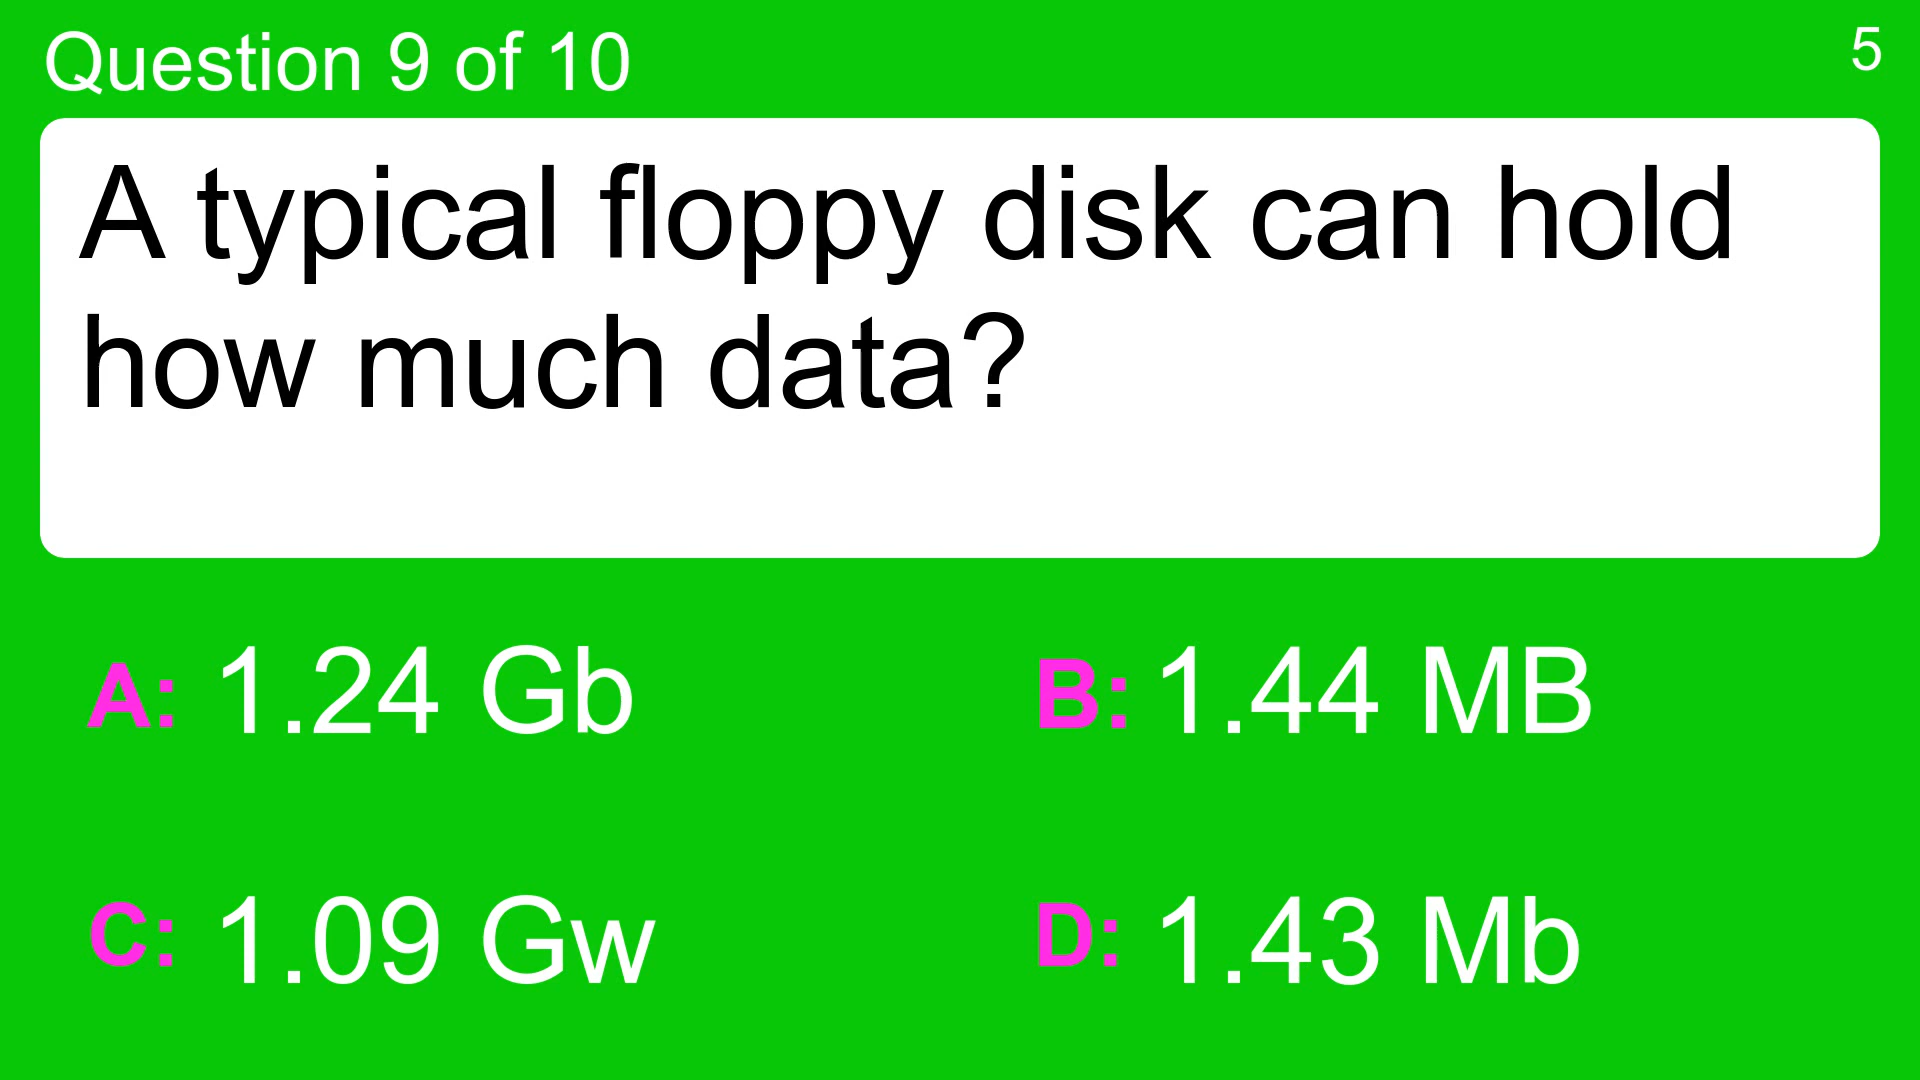 Question 9 of 10
5
A typical floppy disk can hold
how much data?
A: 1.24 Gb
B: 1.44 MB
C: 1.09 Gw
D: 1.43 Mb